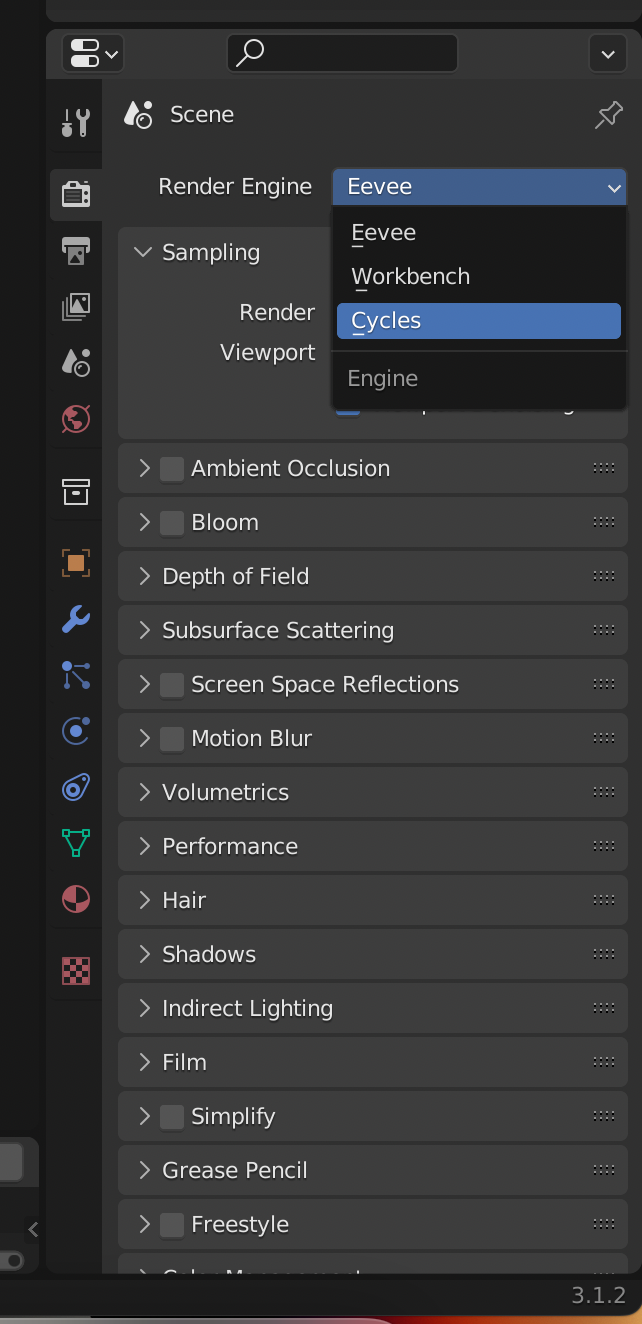 Scene
Render Engine Eevee
Eevee
Sampling
Workbench
Render
Cycles
Viewport
Engine
Ambient Occlusion
Bloom
Depth of Field
Subsurface Scattering
Screen Space Reflections
Motion Blur
Volumetrics
Performance
Hair
Shadows
Indirect Lighting
Film
Simplify
Grease Pencil
Freestyle
3.1.2